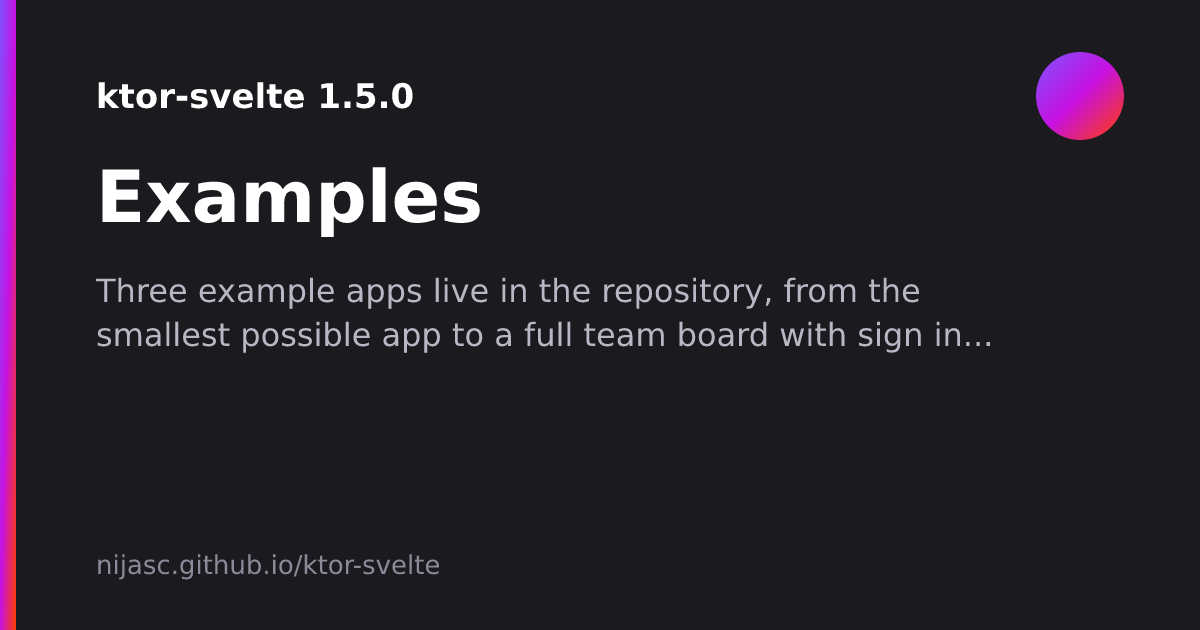 ktor-svelte 1.5.0
Examples
Three example apps live in the repository, from the
smallest possible app to a full team board with sign in...
nijasc.github.io/ktor-svelte